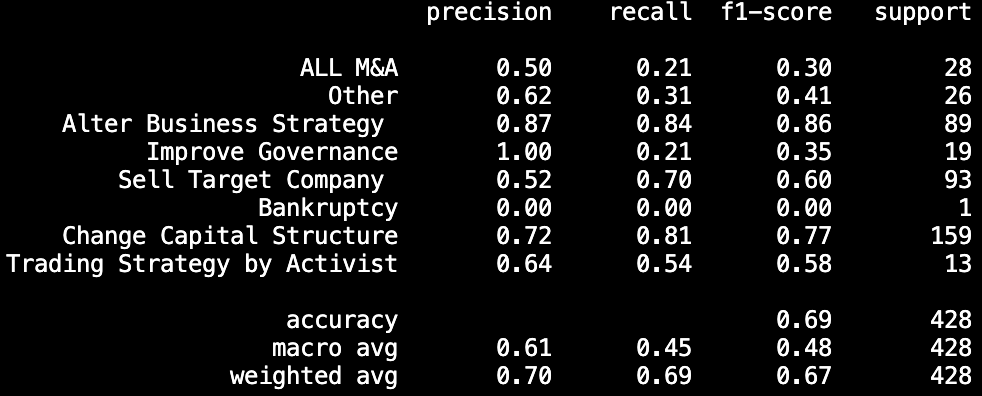 precision recall f1-score support
ALL M&A 0.50 0.21 0.30 28
Other 0.62 0.31 0.41 26
Alter Business Strategy 0.87 0.84 0.86 89
Improve Governance 1.00 0.21 0.35 19
Sell Target Company 0.52 0.70 0.60 93
Bankruptcy 0.00 0.00 0.00 1
Change Capital Structure 0.72 0.81 0.77 159
Trading Strategy by Activist 0.64 0.54 0.58 13
accuracy 0.69 428
macro avg 0.61 0.45 0.48 428
weighted avg 0.70 0.69 0.67 428